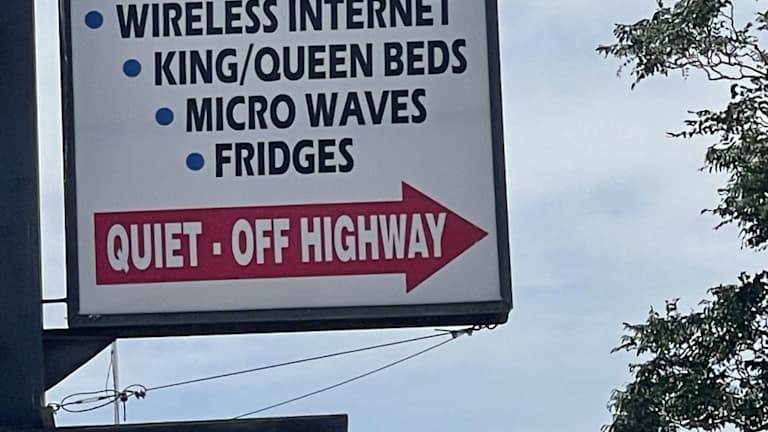 • WIRELESS INTERNET
• KING/QUEEN BEDS
• MICRO WAVES
• FRIDGES
QUIET - OFF HIGHWAY